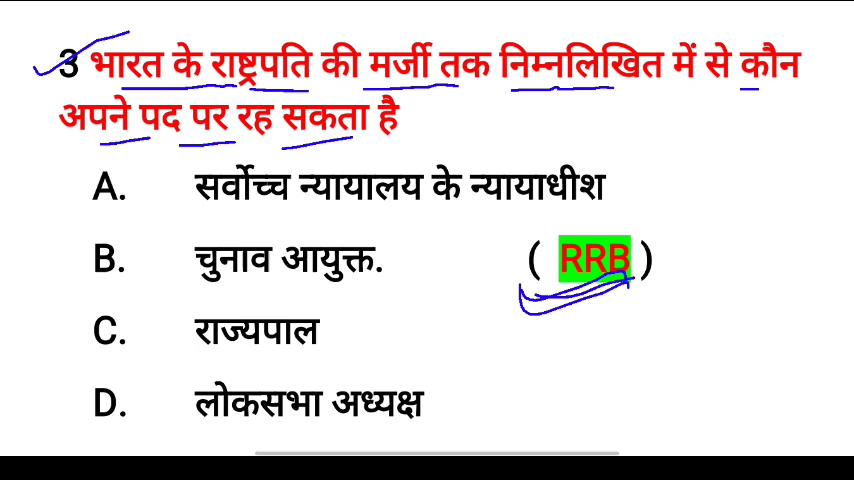 3 भारत के राष्ट्रपति की मर्जी तक निम्नलिखित में से कौन
अपने पद पर रह सकता है
A. सर्वोच्च न्यायालय के न्यायाधीश
B. चुनाव आयुक्त. ( RRB )
C. राज्यपाल
D. लोकसभा अध्यक्ष